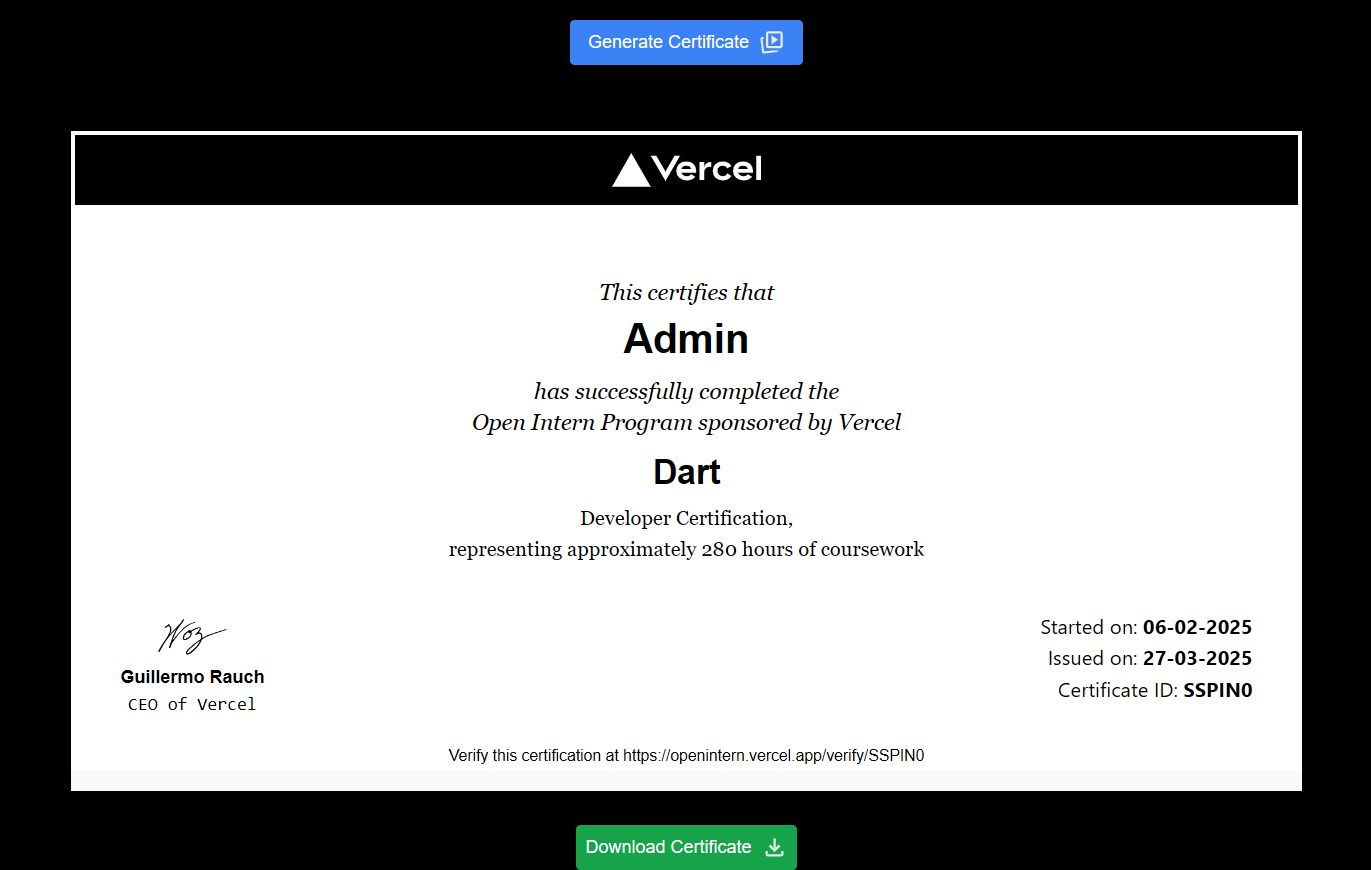 Generate Certificate
Vercel
This certifies that
Admin
has successfully completed the
Open Intern Program sponsored by Vercel
Dart
Developer Certification,
representing approximately 280 hours of coursework
Guillermo Rauch
CEO of Vercel
Started on: 06-02-2025
Issued on: 27-03-2025
Certificate ID: SSPIN0
Verify this certification at https://openintern.vercel.app/verify/SSPIN0
Download Certificate